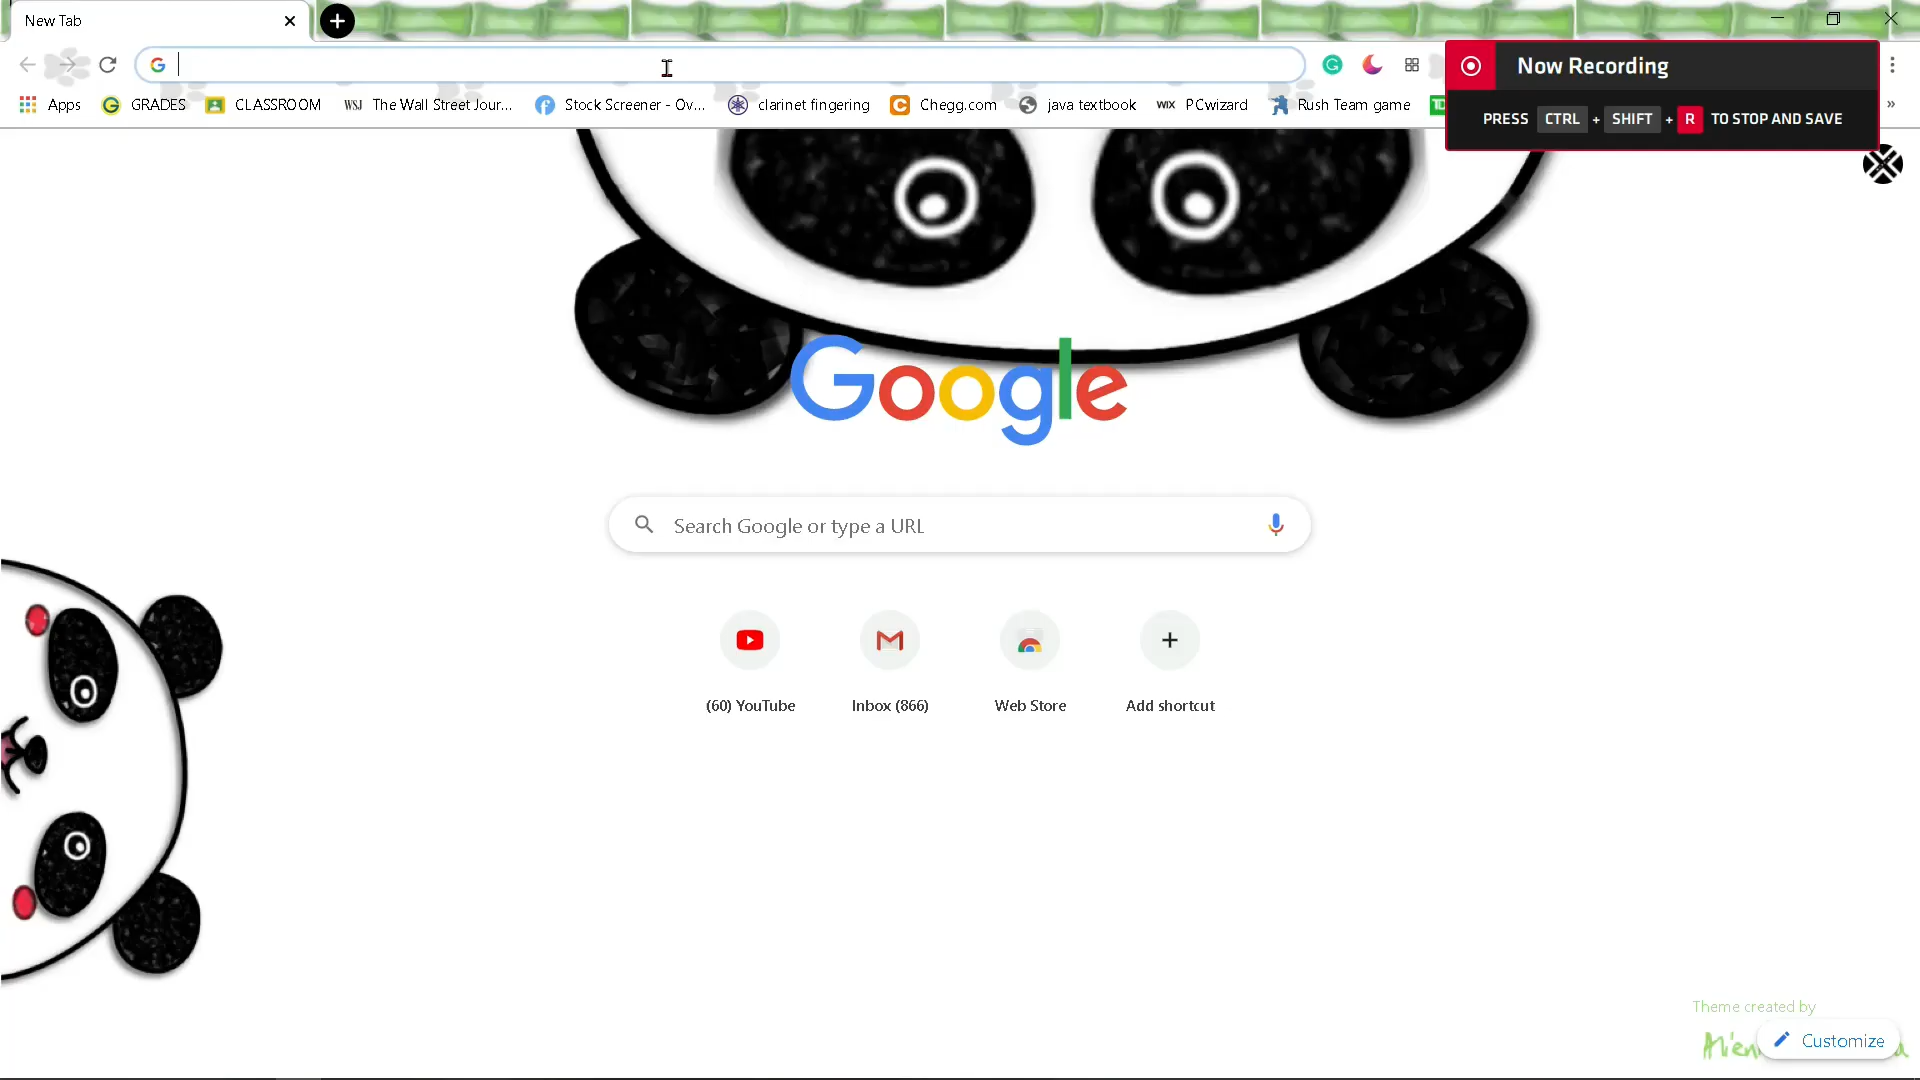 New Tab
Now Recording
PRESS CTRL + SHIFT + R TO STOP AND SAVE
Apps GRADES CLASSROOM WSJ The Wall Street Jour... Stock Screener - Ov... clarinet fingering Chegg.com java textbook WIX PCwizard Rush Team game
Google
Search Google or type a URL
(60) YouTube Inbox (866) Web Store Add shortcut
Theme created by
Customize